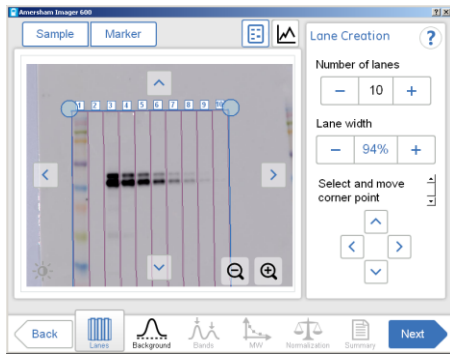 Amersham Imager 600
Sample Marker
Lane Creation ?
Number of lanes
− 10 +
Lane width
− 94% +
Select and move
corner point
1 2 3 4 5 6 7 8 9 10
Back Lanes Background Bands MW Normalization Summary Next